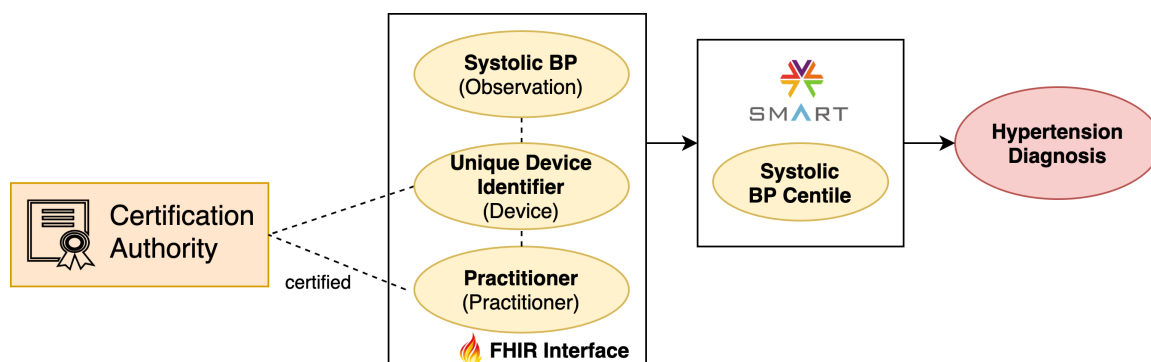 Certification
Authority
certified
Systolic BP
(Observation)
Unique Device
Identifier
(Device)
Practitioner
(Practitioner)
FHIR Interface
SMART
Systolic
BP Centile
Hypertension
Diagnosis